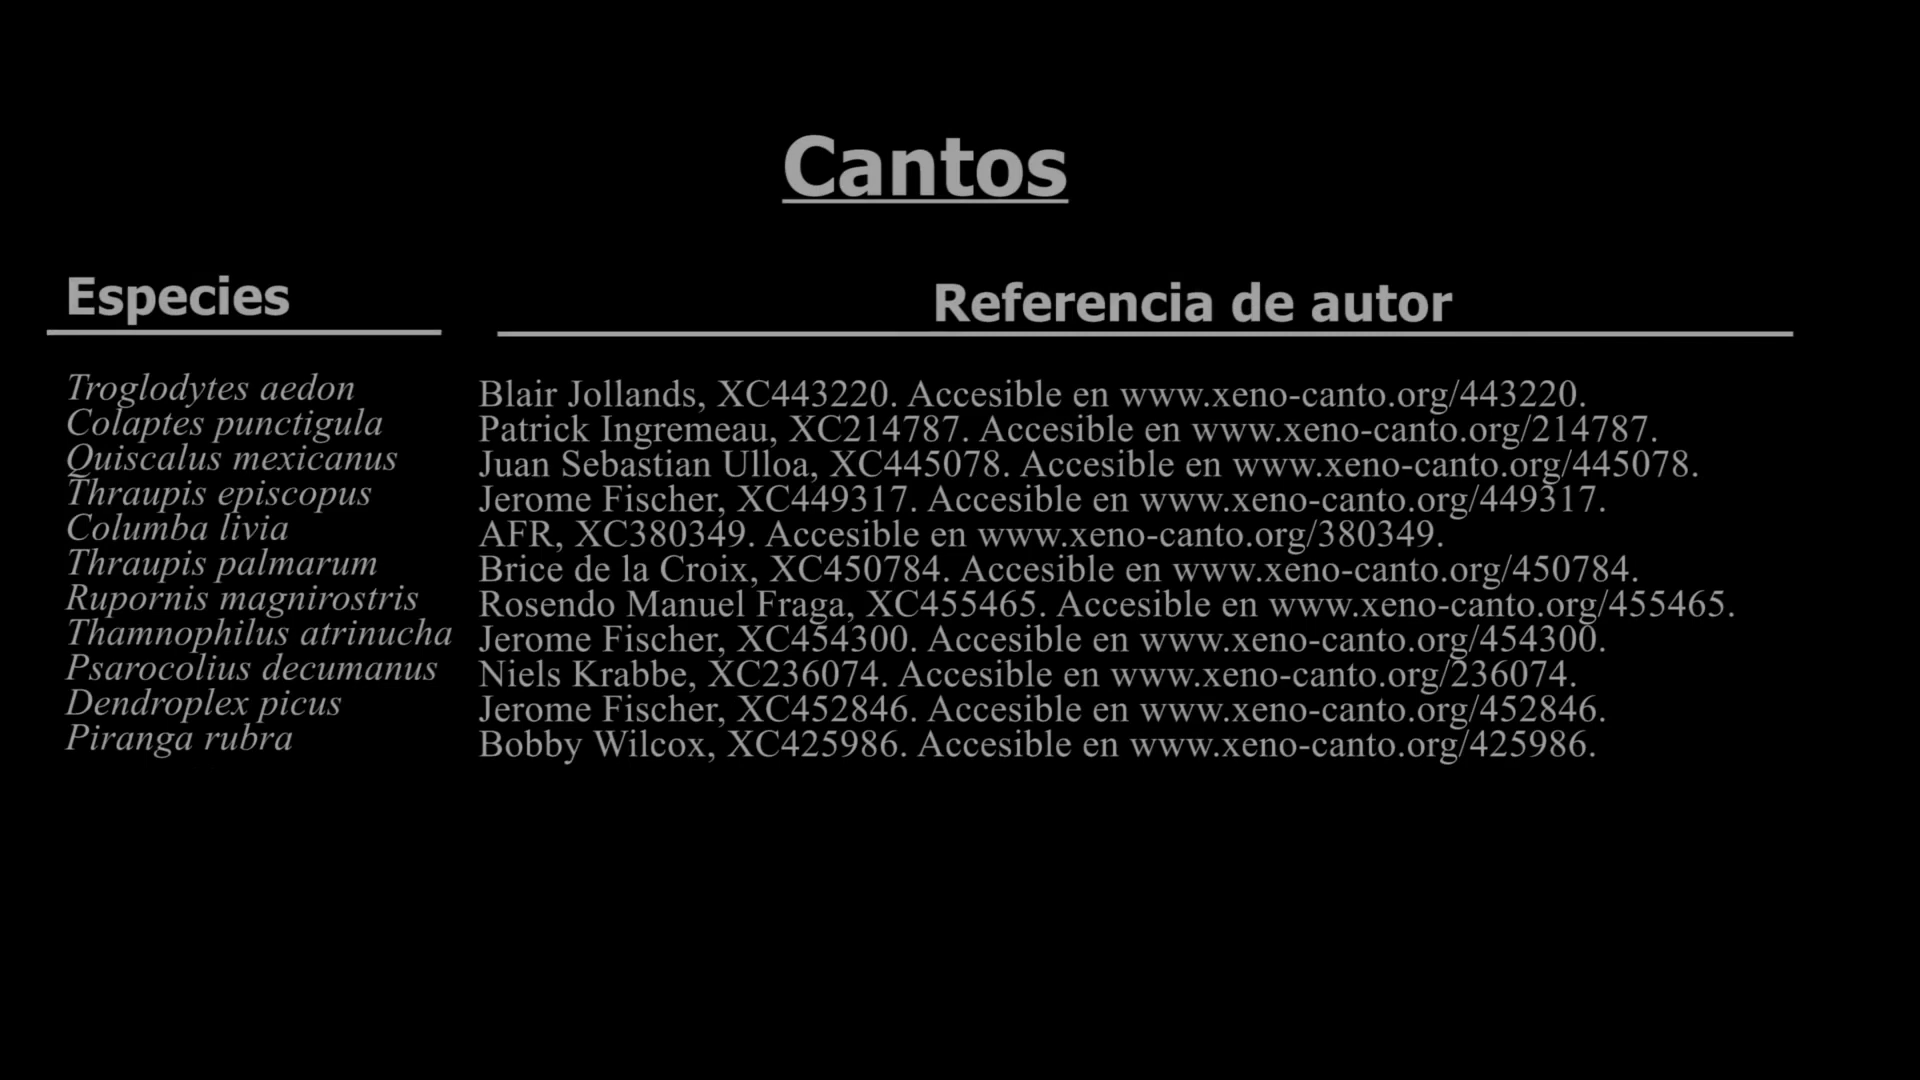 Cantos
Especies Referencia de autor
Troglodytes aedon Blair Jollands, XC443220. Accesible en www.xeno-canto.org/443220.
Colaptes punctigula Patrick Ingremeau, XC214787. Accesible en www.xeno-canto.org/214787.
Quiscalus mexicanus Juan Sebastian Ulloa, XC445078. Accesible en www.xeno-canto.org/445078.
Thraupis episcopus Jerome Fischer, XC449317. Accesible en www.xeno-canto.org/449317.
Columba livia AFR, XC380349. Accesible en www.xeno-canto.org/380349.
Thraupis palmarum Brice de la Croix, XC450784. Accesible en www.xeno-canto.org/450784.
Rupornis magnirostris Rosendo Manuel Fraga, XC455465. Accesible en www.xeno-canto.org/455465.
Thamnophilus atrinucha Jerome Fischer, XC454300. Accesible en www.xeno-canto.org/454300.
Psarocolius decumanus Niels Krabbe, XC236074. Accesible en www.xeno-canto.org/236074.
Dendroplex picus Jerome Fischer, XC452846. Accesible en www.xeno-canto.org/452846.
Piranga rubra Bobby Wilcox, XC425986. Accesible en www.xeno-canto.org/425986.